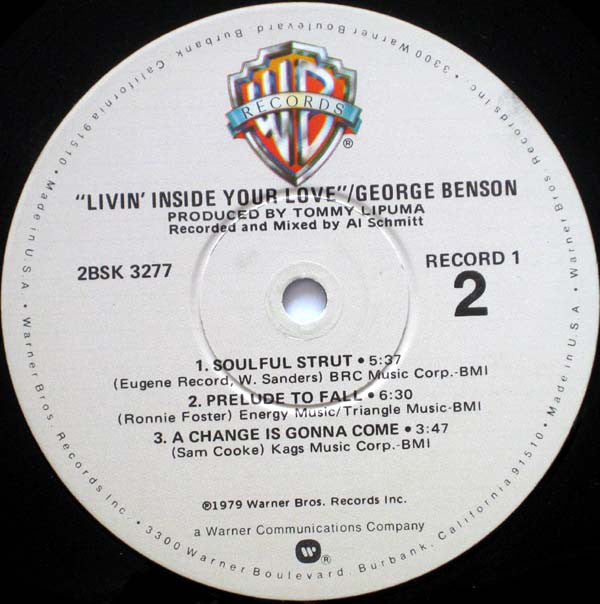 WB
RECORDS
®
"LIVIN' INSIDE YOUR LOVE"/GEORGE BENSON
PRODUCED BY TOMMY LIPUMA
Recorded and Mixed by Al Schmitt
2BSK 3277
RECORD 1
2
1. SOULFUL STRUT • 5:37
(Eugene Record, W. Sanders) BRC Music Corp.-BMI
2. PRELUDE TO FALL • 6:30
(Ronnie Foster) Energy Music/Triangle Music-BMI
3. A CHANGE IS GONNA COME • 3:47
(Sam Cooke) Kags Music Corp.-BMI
℗1979 Warner Bros. Records Inc.
a Warner Communications Company
®
Warner Bros. Records Inc. • 3300 Warner Boulevard, Burbank, California 91510 • Made in U.S.A. • Warner Bros. Records Inc. • 3300 Warner Boulevard, Burbank, California 91510 • Made in U.S.A. •